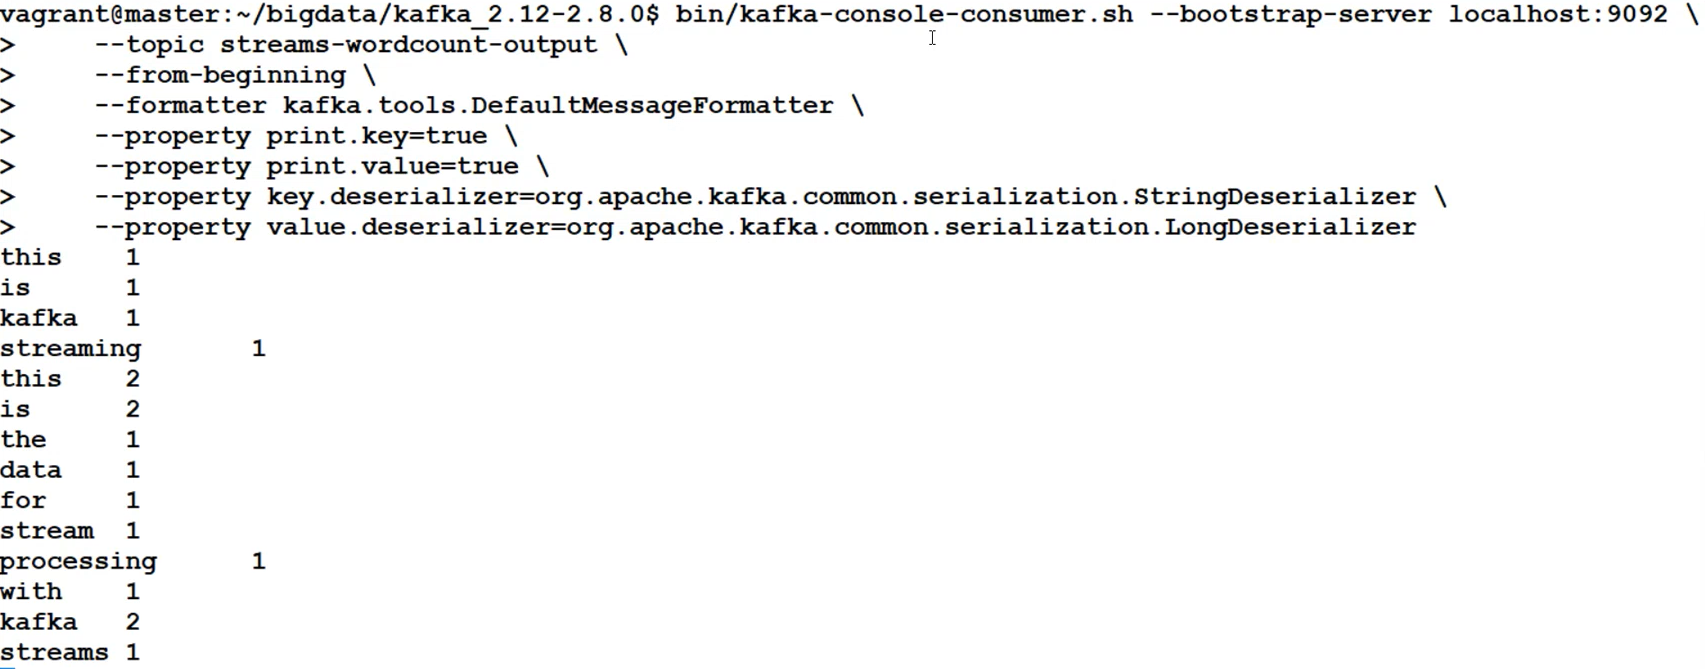 vagrant@master:~/bigdata/kafka_2.12-2.8.0$ bin/kafka-console-consumer.sh --bootstrap-server localhost:9092 \
>     --topic streams-wordcount-output \
>     --from-beginning \
>     --formatter kafka.tools.DefaultMessageFormatter \
>     --property print.key=true \
>     --property print.value=true \
>     --property key.deserializer=org.apache.kafka.common.serialization.StringDeserializer \
>     --property value.deserializer=org.apache.kafka.common.serialization.LongDeserializer
this    1
is      1
kafka   1
streaming       1
this    2
is      2
the     1
data    1
for     1
stream  1
processing      1
with    1
kafka   2
streams 1